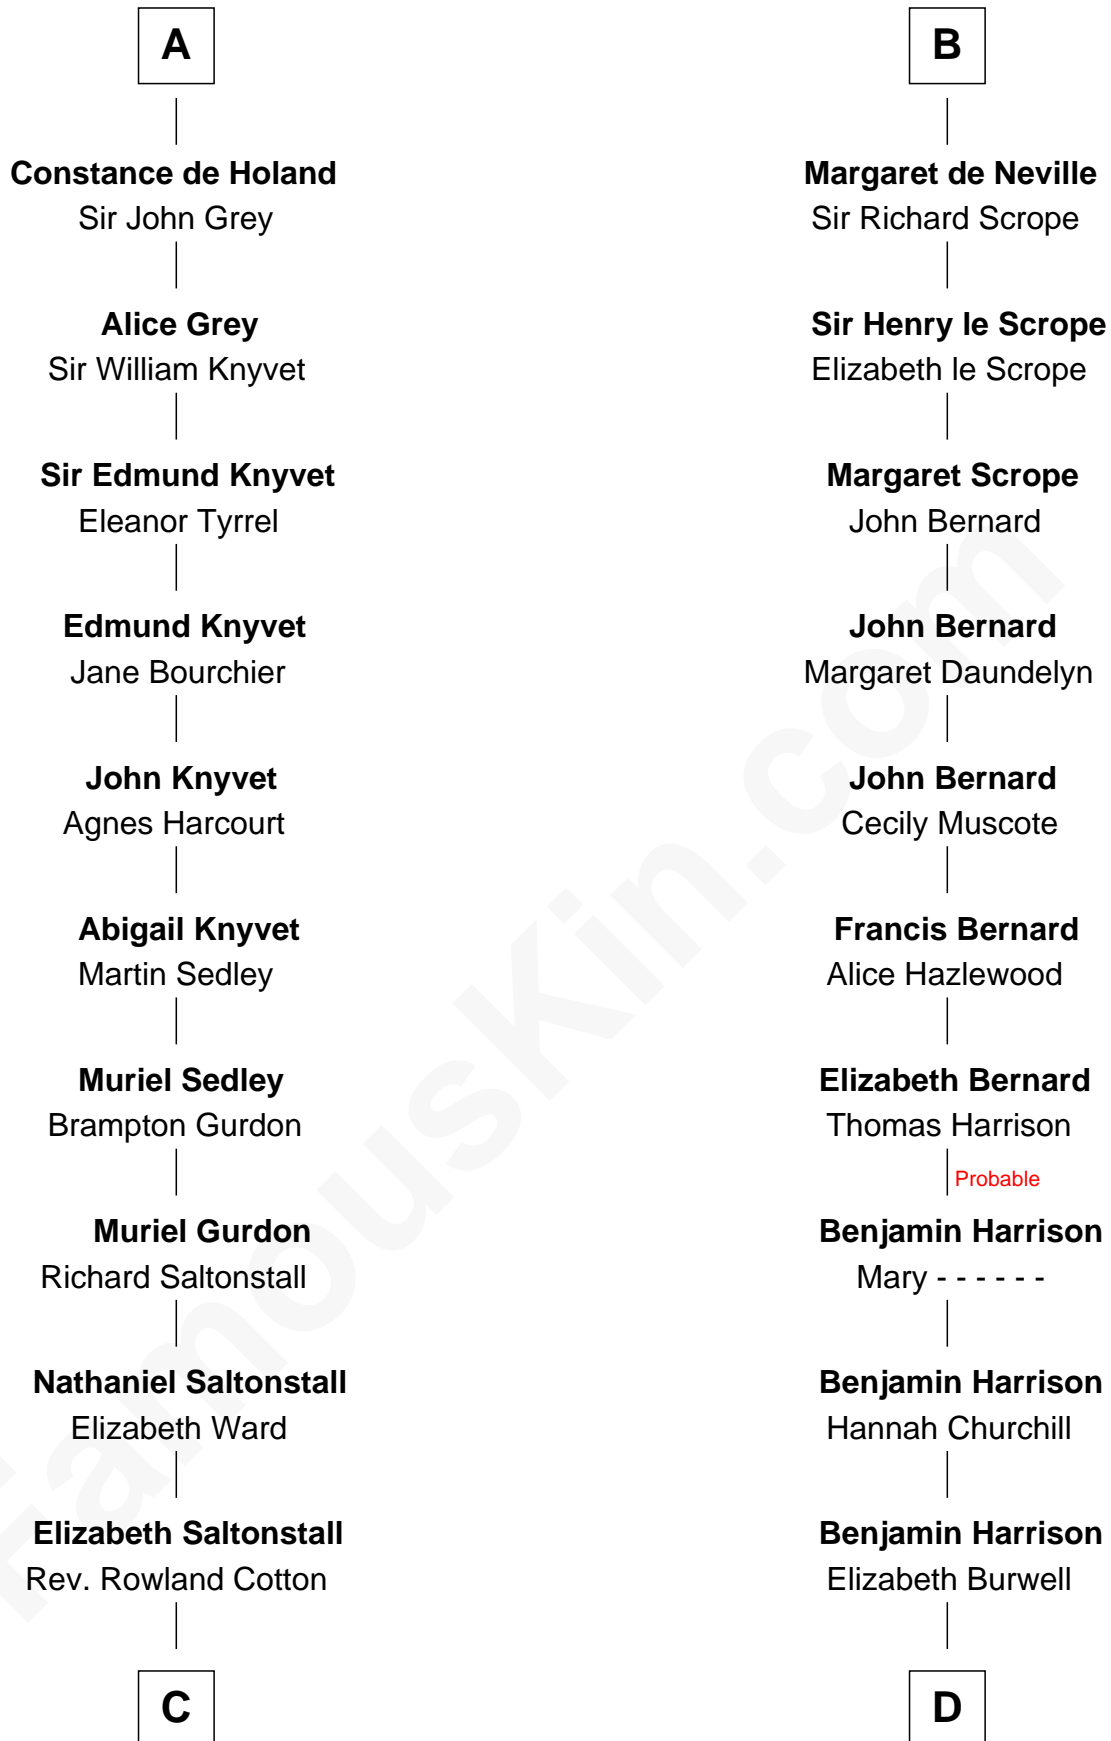 A
Constance de Holand
Sir John Grey
Alice Grey
Sir William Knyvet
Sir Edmund Knyvet
Eleanor Tyrrel
Edmund Knyvet
Jane Bourchier
John Knyvet
Agnes Harcourt
Abigail Knyvet
Martin Sedley
Muriel Sedley
Brampton Gurdon
Muriel Gurdon
Richard Saltonstall
Nathaniel Saltonstall
Elizabeth Ward
Elizabeth Saltonstall
Rev. Rowland Cotton
C
B
Margaret de Neville
Sir Richard Scrope
Sir Henry le Scrope
Elizabeth le Scrope
Margaret Scrope
John Bernard
John Bernard
Margaret Daundelyn
John Bernard
Cecily Muscote
Francis Bernard
Alice Hazlewood
Elizabeth Bernard
Thomas Harrison
Probable
Benjamin Harrison
Mary - - - - - -
Benjamin Harrison
Hannah Churchill
Benjamin Harrison
Elizabeth Burwell
D
FamousKin.com